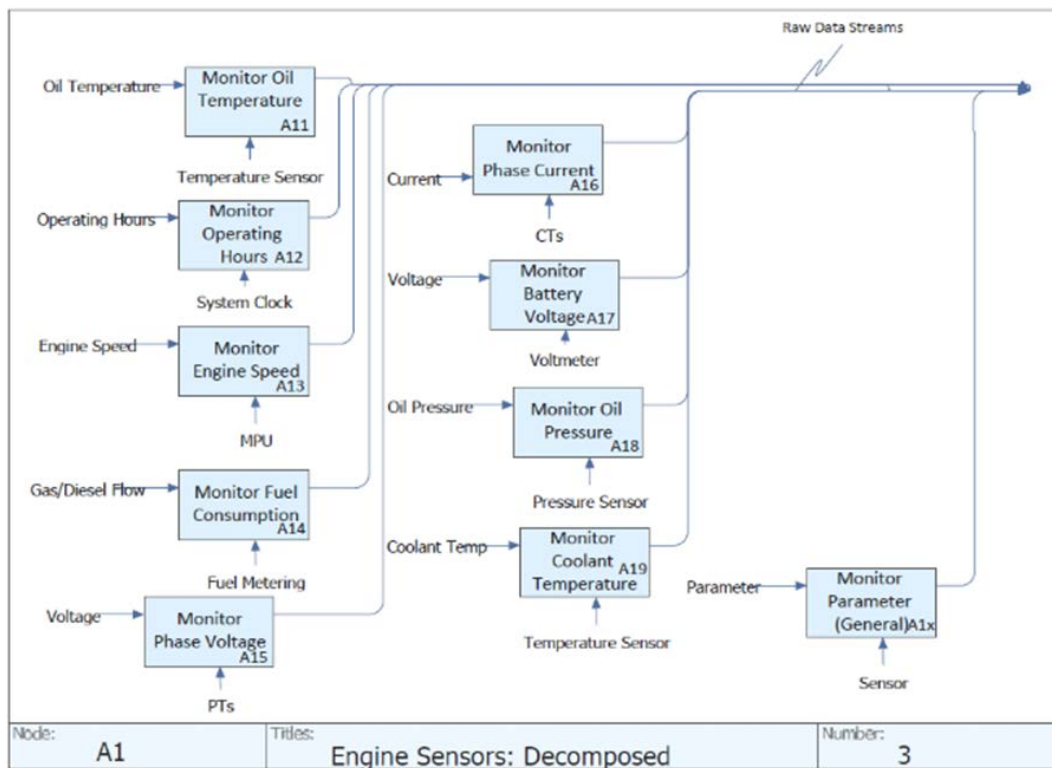 Raw Data Streams
Oil Temperature
Monitor Oil
Temperature
A11
Temperature Sensor
Operating Hours
Monitor
Operating
Hours A12
System Clock
Engine Speed
Monitor
Engine Speed
A13
MPU
Gas/Diesel Flow
Monitor Fuel
Consumption
A14
Fuel Metering
Voltage
Monitor
Phase Voltage
A15
PTs
Current
Monitor
Phase Current
A16
CTs
Voltage
Monitor
Battery
Voltage A17
Voltmeter
Oil Pressure
Monitor Oil
Pressure
A18
Pressure Sensor
Coolant Temp
Monitor
Coolant
A19
Temperature
Temperature Sensor
Parameter
Monitor
Parameter
(General) A1x
Sensor
Node:
A1
Titles:
Engine Sensors: Decomposed
Number:
3